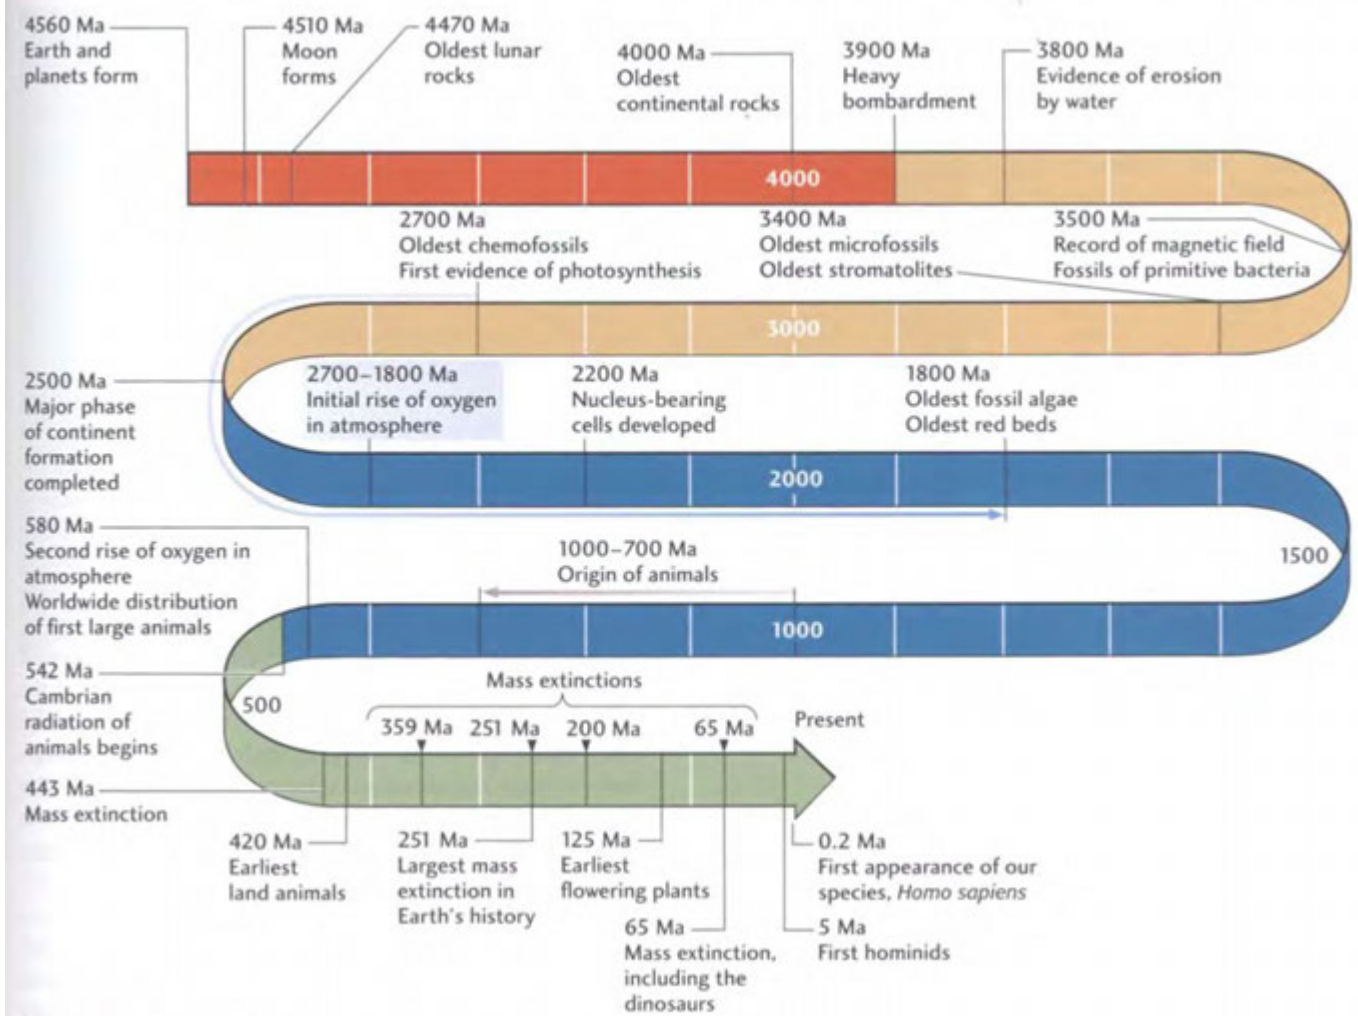 4560 Ma
Earth and
planets form
4510 Ma
Moon
forms
4470 Ma
Oldest lunar
rocks
4000 Ma
Oldest
continental rocks
3900 Ma
Heavy
bombardment
3800 Ma
Evidence of erosion
by water
4000
2700 Ma
Oldest chemofossils
First evidence of photosynthesis
3400 Ma
Oldest microfossils
Oldest stromatolites
3500 Ma
Record of magnetic field
Fossils of primitive bacteria
3000
2500 Ma
Major phase
of continent
formation
completed
2700–1800 Ma
Initial rise of oxygen
in atmosphere
2200 Ma
Nucleus-bearing
cells developed
1800 Ma
Oldest fossil algae
Oldest red beds
2000
580 Ma
Second rise of oxygen in
atmosphere
Worldwide distribution
of first large animals
1000–700 Ma
Origin of animals
1500
1000
542 Ma
Cambrian
radiation of
animals begins
500
Mass extinctions
359 Ma
251 Ma
200 Ma
65 Ma
Present
443 Ma
Mass extinction
420 Ma
Earliest
land animals
251 Ma
Largest mass
extinction in
Earth's history
125 Ma
Earliest
flowering plants
65 Ma
Mass extinction,
including the
dinosaurs
0.2 Ma
First appearance of our
species, Homo sapiens
5 Ma
First hominids